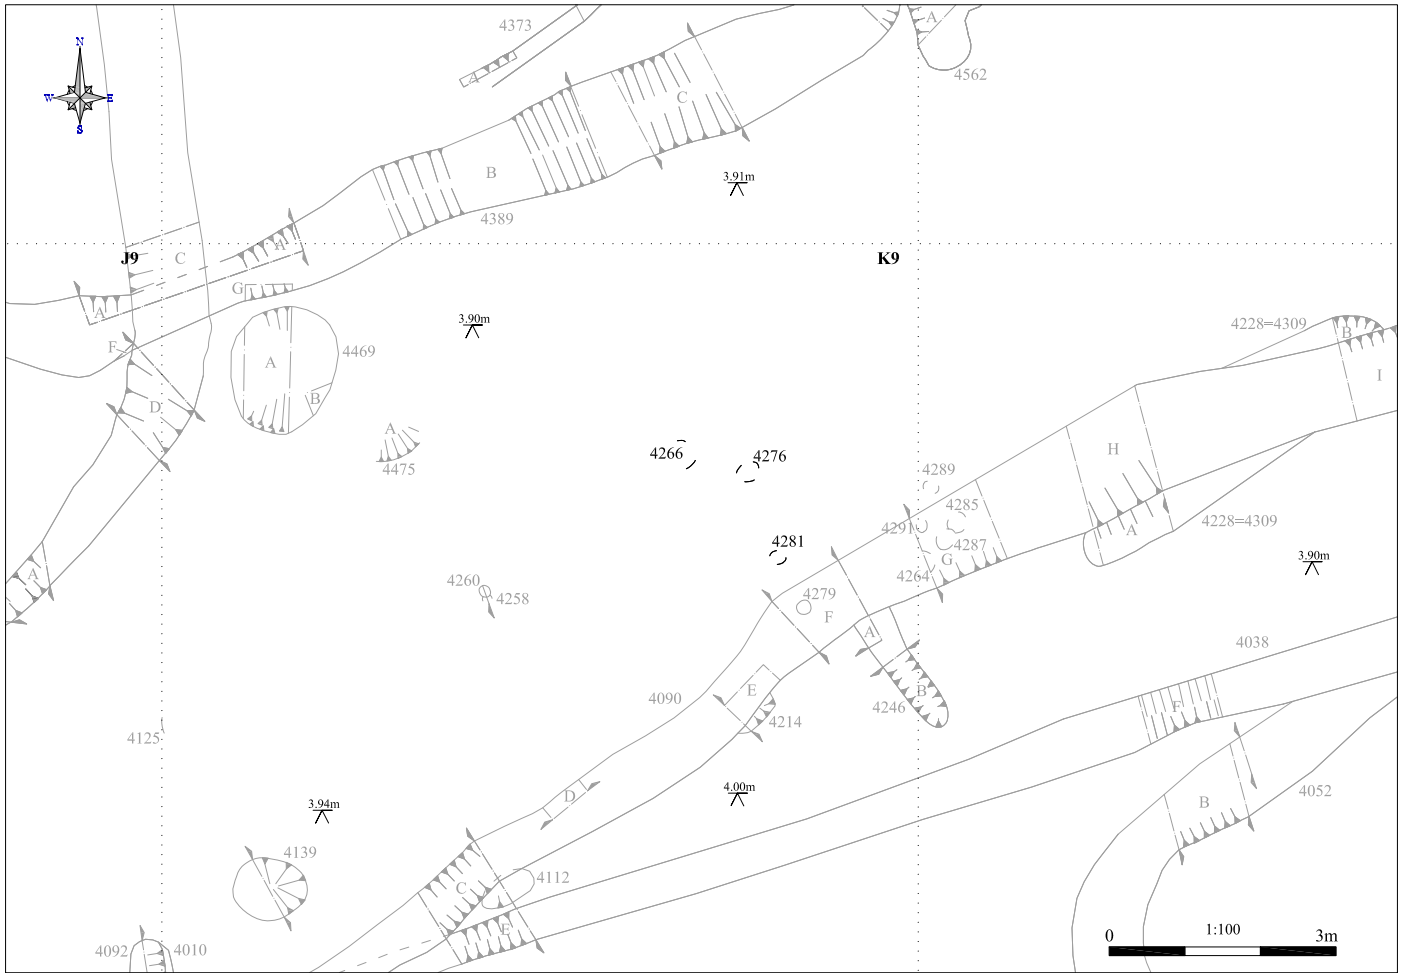 4373
A
A
4562
N
W E
S
C
B
3.91m
4389
J9
C
A
K9
G
A
3.90m
4228=4309
B
F
4469
A
I
B
D
A
4475
4266
4276
H
4289
4285
4291
4228=4309
A
4281
4287
G
3.90m
4264
A
4260
4258
4279
F
A
4038
E
B
4090
4246
F
4214
4125
D
4.00m
B
4052
3.94m
4139
C
4112
E
4092
4010
1:100
0 3m